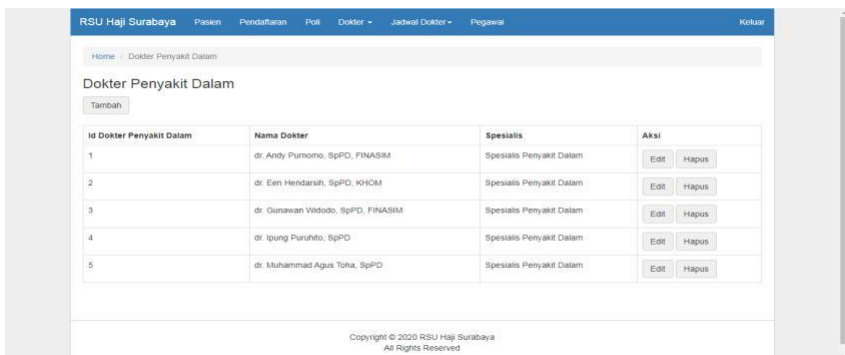 RSU Haji Surabaya Pasien Pendaftaran Poli Dokter Jadwal Dokter Pegawai Keluar
Home / Dokter Penyakit Dalam
Dokter Penyakit Dalam
Tambah
Id Dokter Penyakit Dalam Nama Dokter Spesialis Aksi
1 dr. Andy Purnomo, SpPD, FINASIM Spesialis Penyakit Dalam Edit Hapus
2 dr. Een Hendarsih, SpPD, KHOM Spesialis Penyakit Dalam Edit Hapus
3 dr. Gunawan Widodo, SpPD, FINASIM Spesialis Penyakit Dalam Edit Hapus
4 dr. Ipung Puruhito, SpPD Spesialis Penyakit Dalam Edit Hapus
5 dr. Muhammad Agus Toha, SpPD Spesialis Penyakit Dalam Edit Hapus
Copyright © 2020 RSU Haji Surabaya
All Rights Reserved